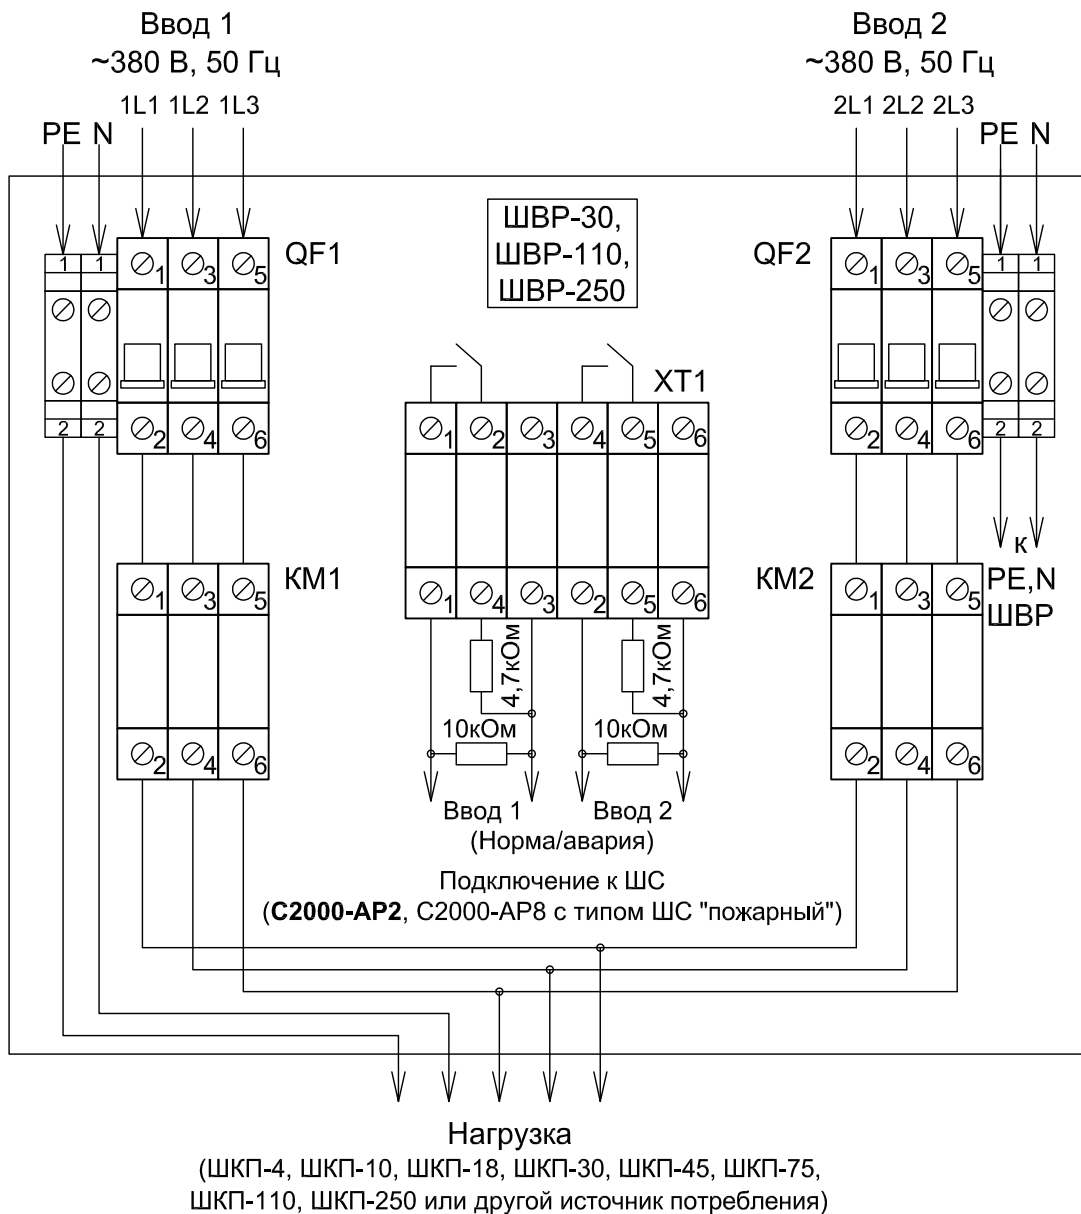 Ввод 1
~380 В, 50 Гц
1L1 1L2 1L3
PE N
Ввод 2
~380 В, 50 Гц
2L1 2L2 2L3
PE N
ШВР-30,
ШВР-110,
ШВР-250
1 1
1 3 5
QF1
2 2
2 4 6
QF2
1 3 5
1 1
2 4 6
2 2
XT1
1 2 3 4 5 6
1 4 3 2 5 6
KM1
1 3 5
2 4 6
KM2
1 3 5
2 4 6
к
PE,N
ШВР
4,7кОм
4,7кОм
10кОм
10кОм
Ввод 1
Ввод 2
(Норма/авария)
Подключение к ШС
(С2000-АР2, С2000-АР8 с типом ШС "пожарный")
Нагрузка
(ШКП-4, ШКП-10, ШКП-18, ШКП-30, ШКП-45, ШКП-75,
ШКП-110, ШКП-250 или другой источник потребления)